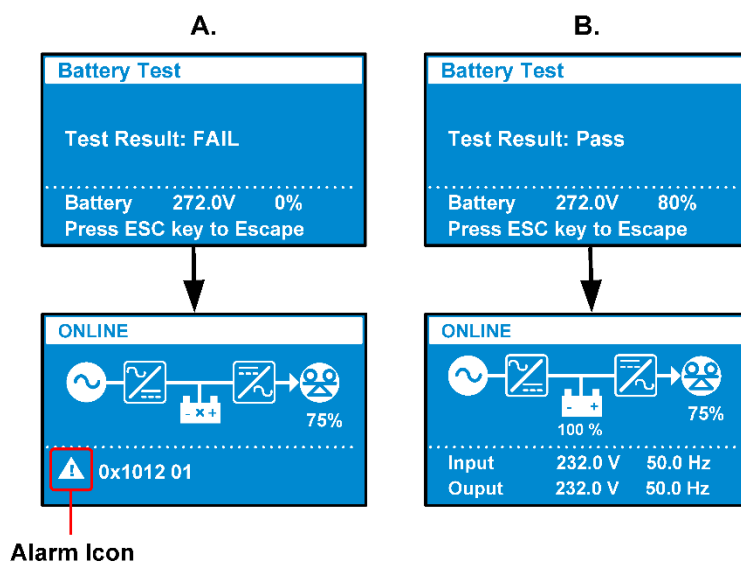 A.
Battery Test
Test Result: FAIL
Battery 272.0V 0%
Press ESC key to Escape
ONLINE
- × +
75%
0x1012 01
Alarm Icon
B.
Battery Test
Test Result: Pass
Battery 272.0V 80%
Press ESC key to Escape
ONLINE
- +
100 %
75%
Input 232.0 V 50.0 Hz
Ouput 232.0 V 50.0 Hz